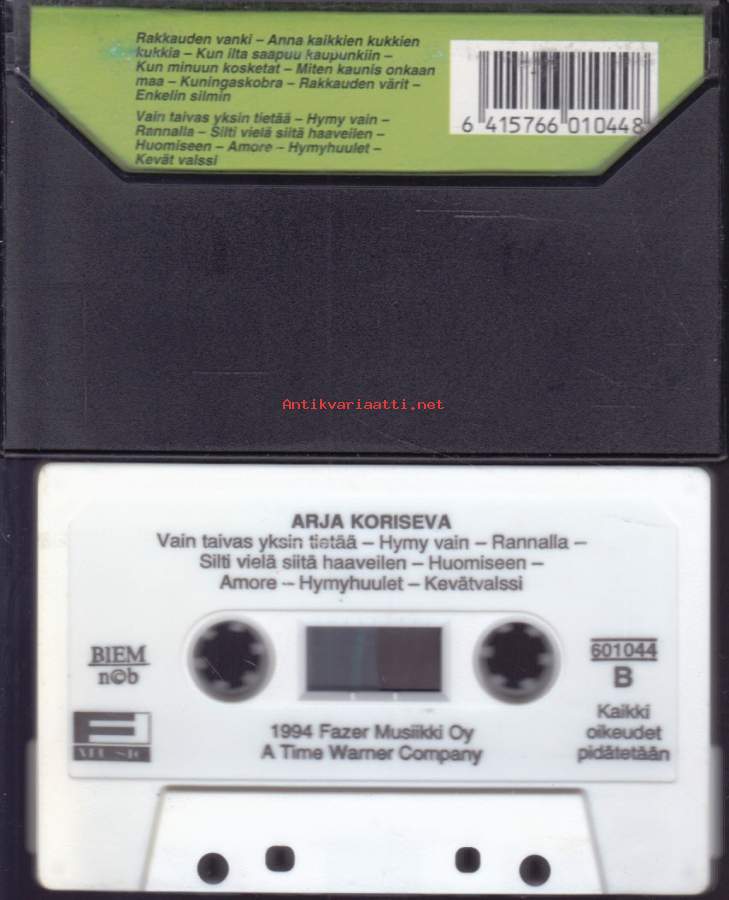 Rakkauden vanki – Anna kaikkien kukkien
kukkia – Kun ilta saapuu kaupunkiin –
Kun minuun kosketat – Miten kaunis onkaan
maa – Kuningaskobra – Rakkauden värit –
Enkelin silmin
Vain taivas yksin tietää – Hymy vain –
Rannalla – Silti vielä siitä haaveilen –
Huomiseen – Amore – Hymyhuulet –
Kevät valssi
6 415766 010448
Antikvariaatti.net
ARJA KORISEVA
Vain taivas yksin tietää – Hymy vain – Rannalla –
Silti vielä siitä haaveilen – Huomiseen –
Amore – Hymyhuulet – Kevätvalssi
BIEM
n©b
F
MUSIC
1994 Fazer Musiikki Oy
A Time Warner Company
601044
B
Kaikki
oikeudet
pidätetään